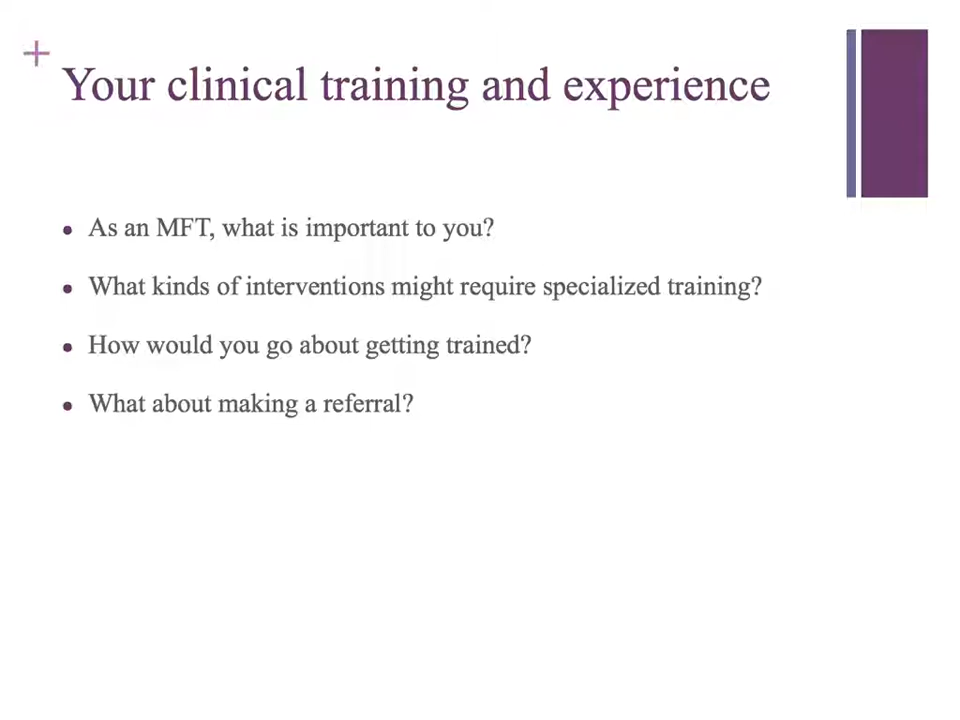 +
Your clinical training and experience
• As an MFT, what is important to you?
• What kinds of interventions might require specialized training?
• How would you go about getting trained?
• What about making a referral?